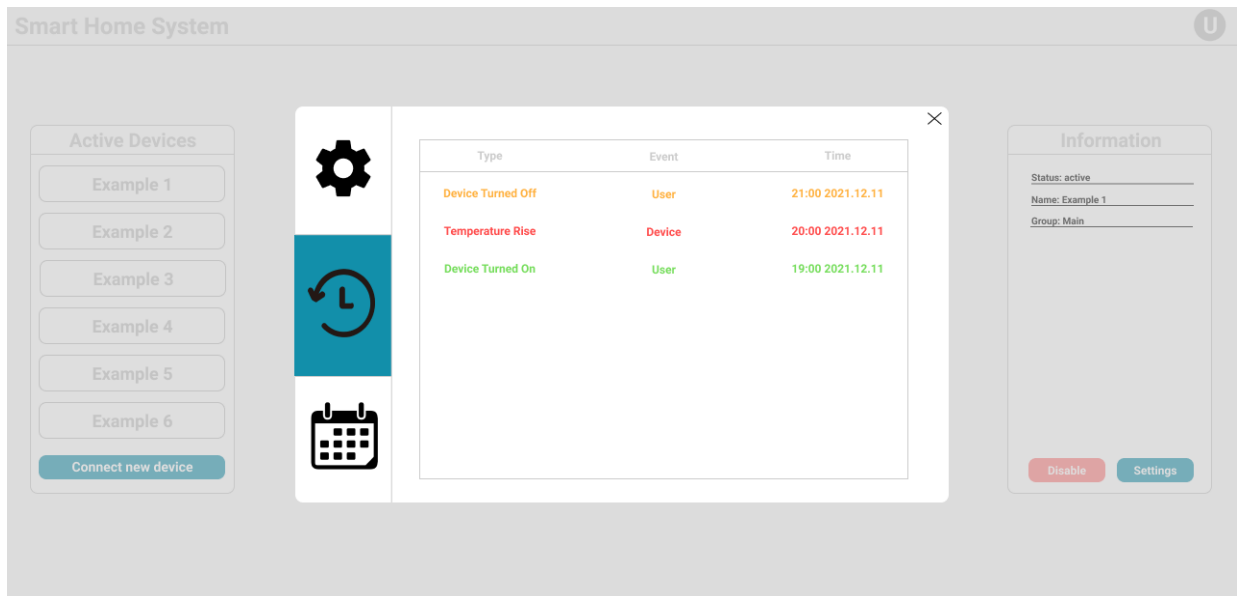 Smart Home System
U
Active Devices
Example 1
Example 2
Example 3
Example 4
Example 5
Example 6
Connect new device
Type Event Time
Device Turned Off User 21:00 2021.12.11
Temperature Rise Device 20:00 2021.12.11
Device Turned On User 19:00 2021.12.11
Information
Status: active
Name: Example 1
Group: Main
Disable Settings